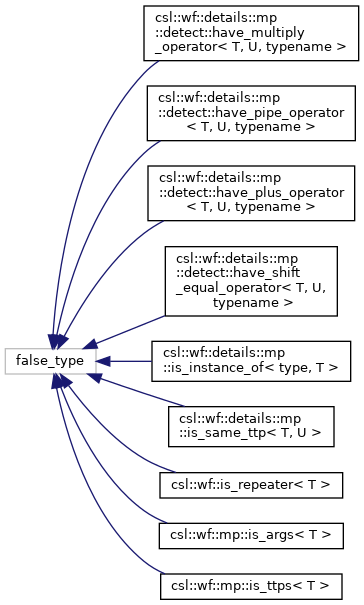 csl::wf::details::mp
::detect::have_multiply
_operator< T, U, typename >
csl::wf::details::mp
::detect::have_pipe_operator
< T, U, typename >
csl::wf::details::mp
::detect::have_plus_operator
< T, U, typename >
csl::wf::details::mp
::detect::have_shift
_equal_operator< T, U,
typename >
false_type
csl::wf::details::mp
::is_instance_of< type, T >
csl::wf::details::mp
::is_same_ttp< T, U >
csl::wf::is_repeater< T >
csl::wf::mp::is_args< T >
csl::wf::mp::is_ttps< T >